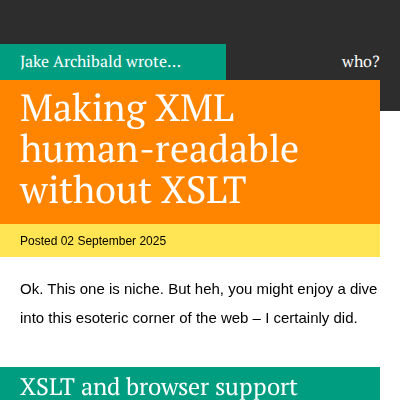 Jake Archibald wrote...
who?
Making XML
human-readable
without XSLT
Posted 02 September 2025
Ok. This one is niche. But heh, you might enjoy a dive
into this esoteric corner of the web – I certainly did.
XSLT and browser support